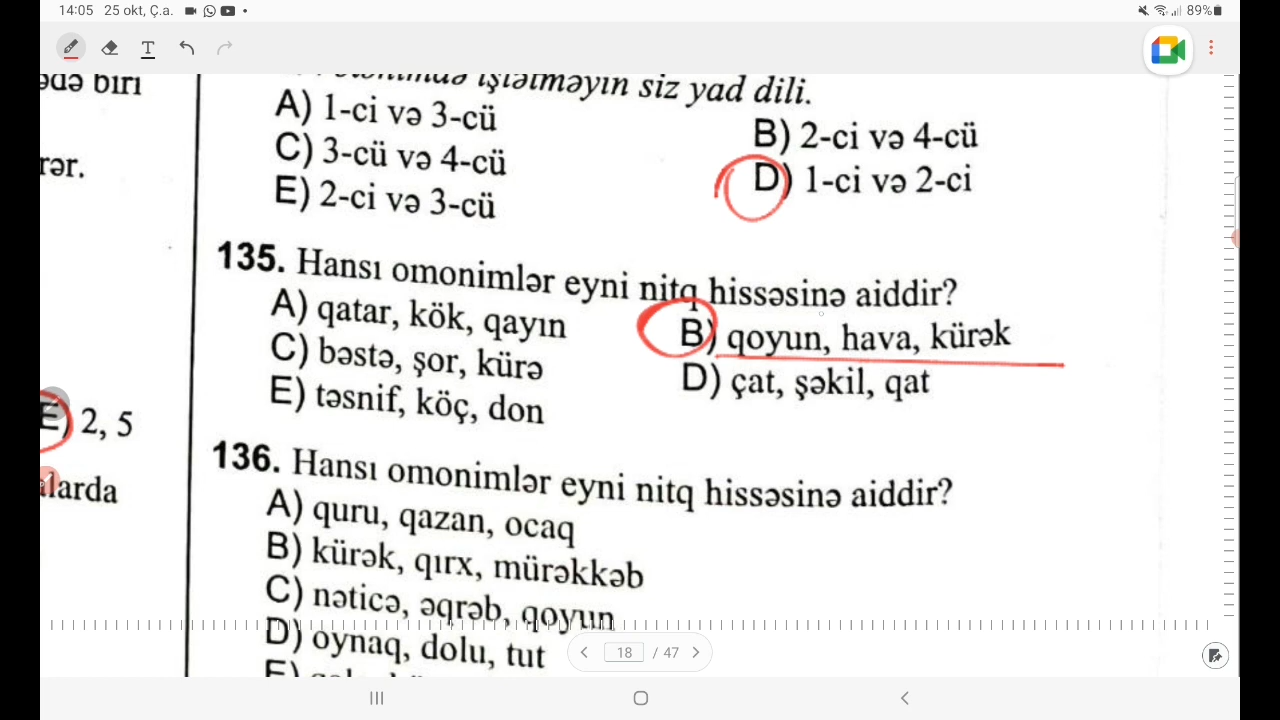 14:05 25 okt, Ç.a.
89%
T
ədə biri
rər.
E) 2, 5
larda
işlətməyin siz yad dili.
A) 1-ci və 3-cü
B) 2-ci və 4-cü
C) 3-cü və 4-cü
D) 1-ci və 2-ci
E) 2-ci və 3-cü
135. Hansı omonimlər eyni nitq hissəsinə aiddir?
A) qatar, kök, qayın
B) qoyun, hava, kürək
C) bəstə, şor, kürə
D) çat, şəkil, qat
E) təsnif, köç, don
136. Hansı omonimlər eyni nitq hissəsinə aiddir?
A) quru, qazan, ocaq
B) kürək, qırx, mürəkkəb
C) nəticə, əqrəb, qoyun
D) oynaq, dolu, tut
E)
18 / 47